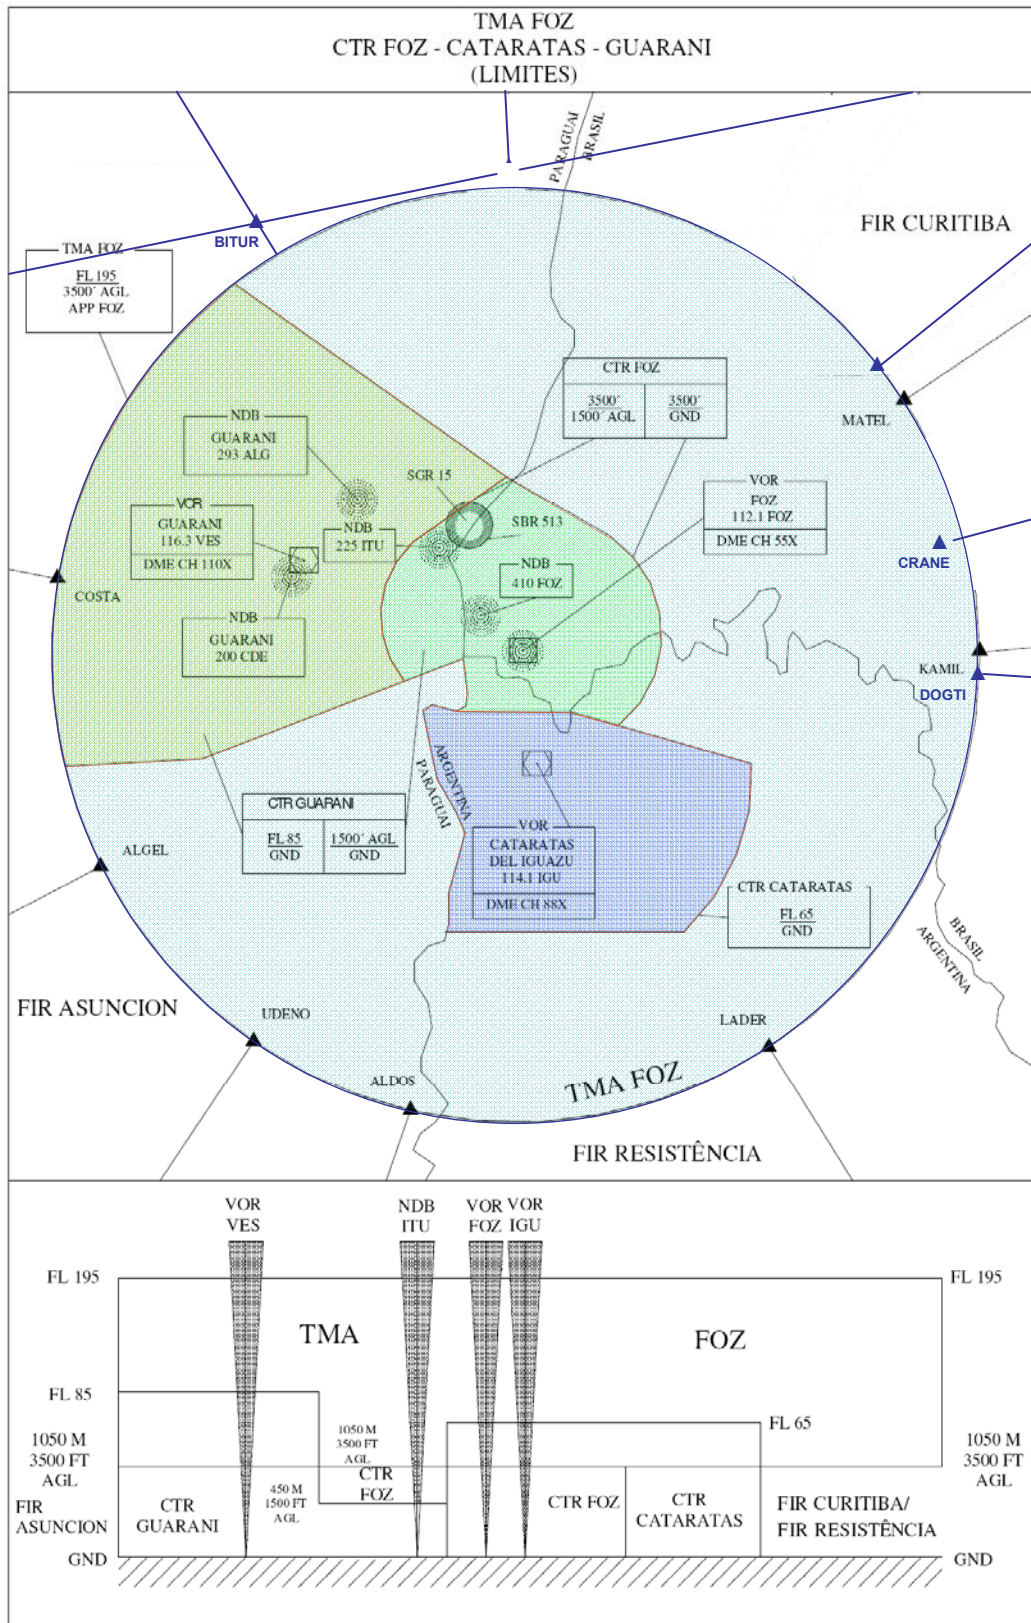 TMA FOZ
CTR FOZ - CATARATAS - GUARANI
(LIMITES)
PARAGUAI
BRASIL
FIR CURITIBA
BITUR
TMA FOZ
FL 195
3500' AGL
APP FOZ
CTR FOZ
3500'
1500' AGL
3500'
GND
MATEL
NDB
GUARANI
293 ALG
SGR 15
VOR
FOZ
112.1 FOZ
DME CH 55X
VOR
GUARANI
116.3 VES
DME CH 110X
NDB
225 ITU
SBR 513
CRANE
NDB
410 FOZ
COSTA
NDB
GUARANI
200 CDE
KAMIL
DOGTI
ARGENTINA
PARAGUAI
CTR GUARANI
FL 85
GND
1500' AGL
GND
VOR
CATARATAS
DEL IGUAZU
114.1 IGU
DME CH 88X
ALGEL
CTR CATARATAS
FL 65
GND
BRASIL
ARGENTINA
FIR ASUNCION
UDENO
LADER
ALDOS
TMA FOZ
FIR RESISTÊNCIA
VOR
VES
NDB
ITU
VOR
FOZ
VOR
IGU
FL 195
FL 195
TMA
FOZ
FL 85
FL 65
1050 M
3500 FT
AGL
1050 M
3500 FT
AGL
1050 M
3500 FT
AGL
CTR
FOZ
450 M
1500 FT
AGL
FIR
ASUNCION
CTR
GUARANI
CTR FOZ
CTR
CATARATAS
FIR CURITIBA/
FIR RESISTÊNCIA
GND
GND